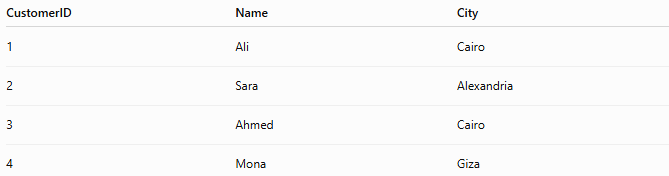 CustomerID Name City
1 Ali Cairo
2 Sara Alexandria
3 Ahmed Cairo
4 Mona Giza